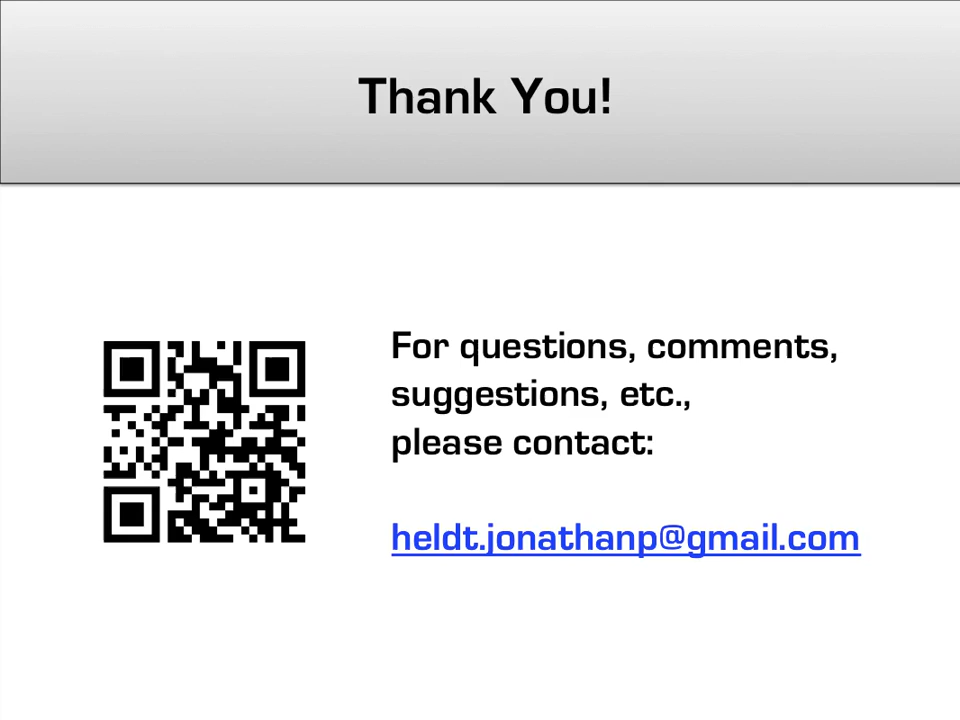 Thank You!
For questions, comments,
suggestions, etc.,
please contact:
heldt.jonathanp@gmail.com